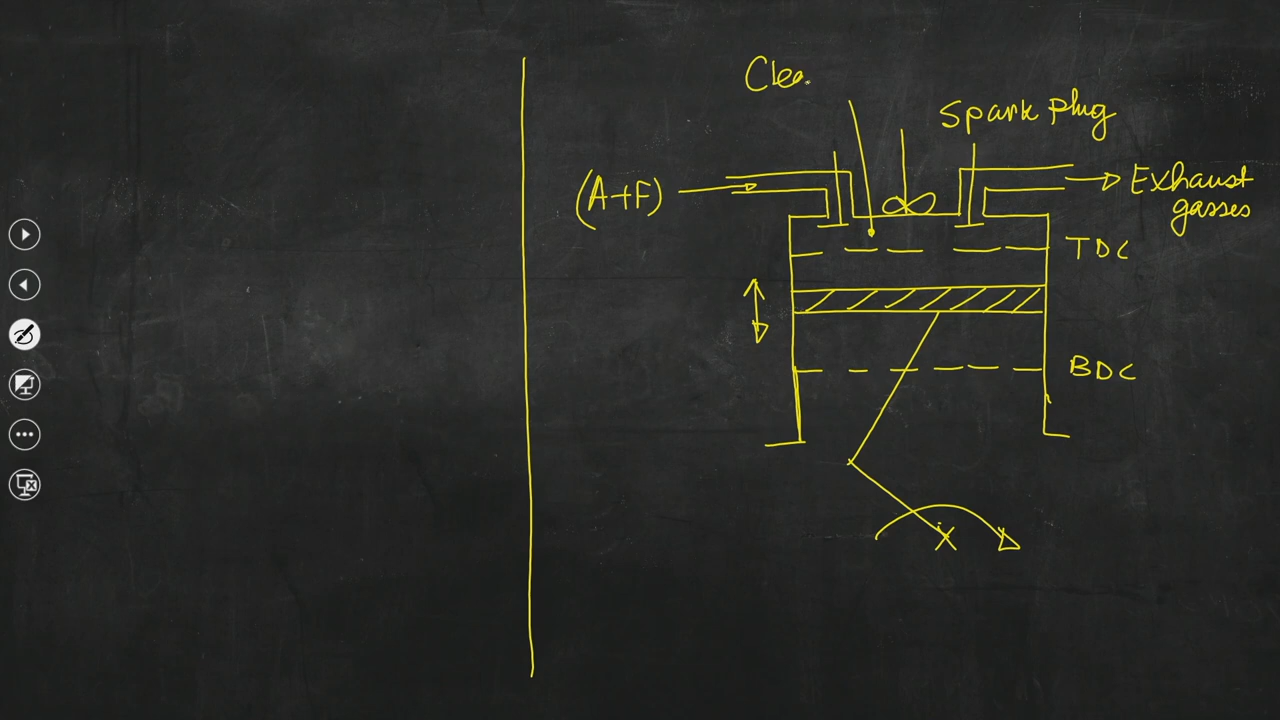 Clea.
Spark Plug
(A+F)
Exhaust
gasses
TDC
BDC